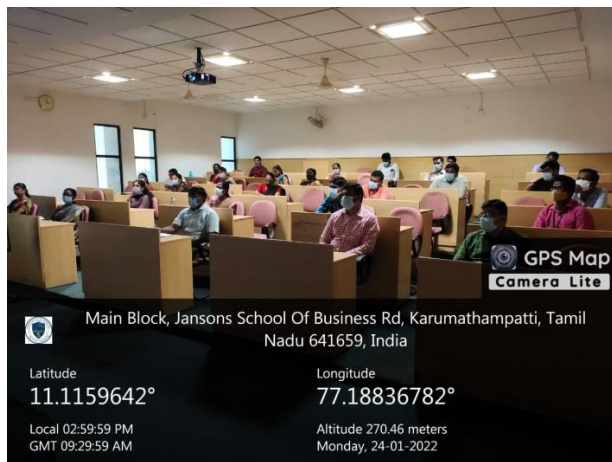 GPS Map
Camera Lite
Main Block, Jansons School Of Business Rd, Karumathampatti, Tamil
Nadu 641659, India
Latitude
11.1159642°
Longitude
77.18836782°
Local 02:59:59 PM
GMT 09:29:59 AM
Altitude 270.46 meters
Monday, 24-01-2022